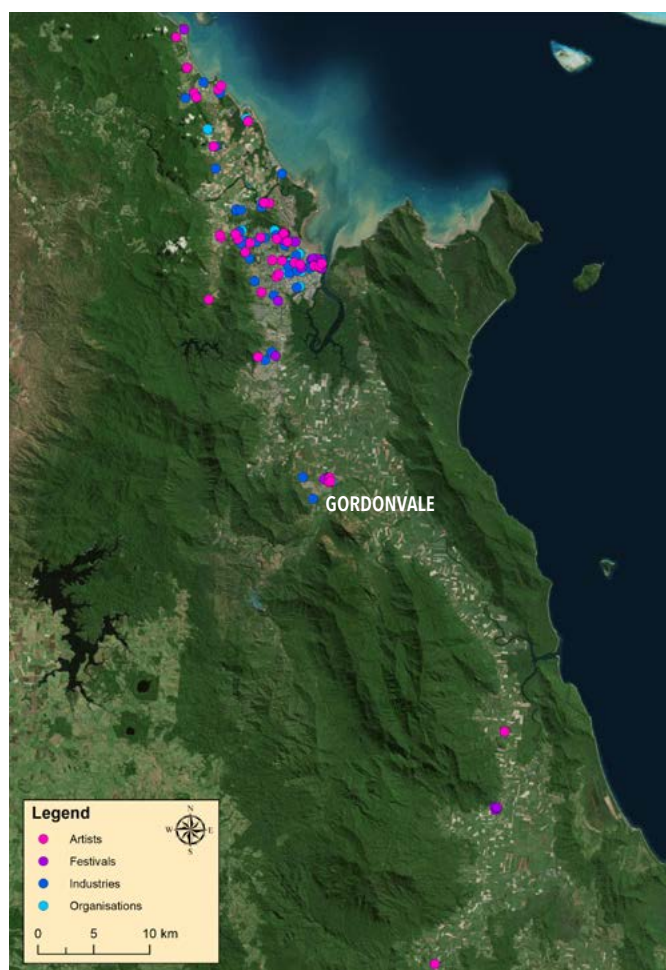 GORDONVALE
Legend
N
W E
S
Artists
Festivals
Industries
Organisations
0 5 10 km